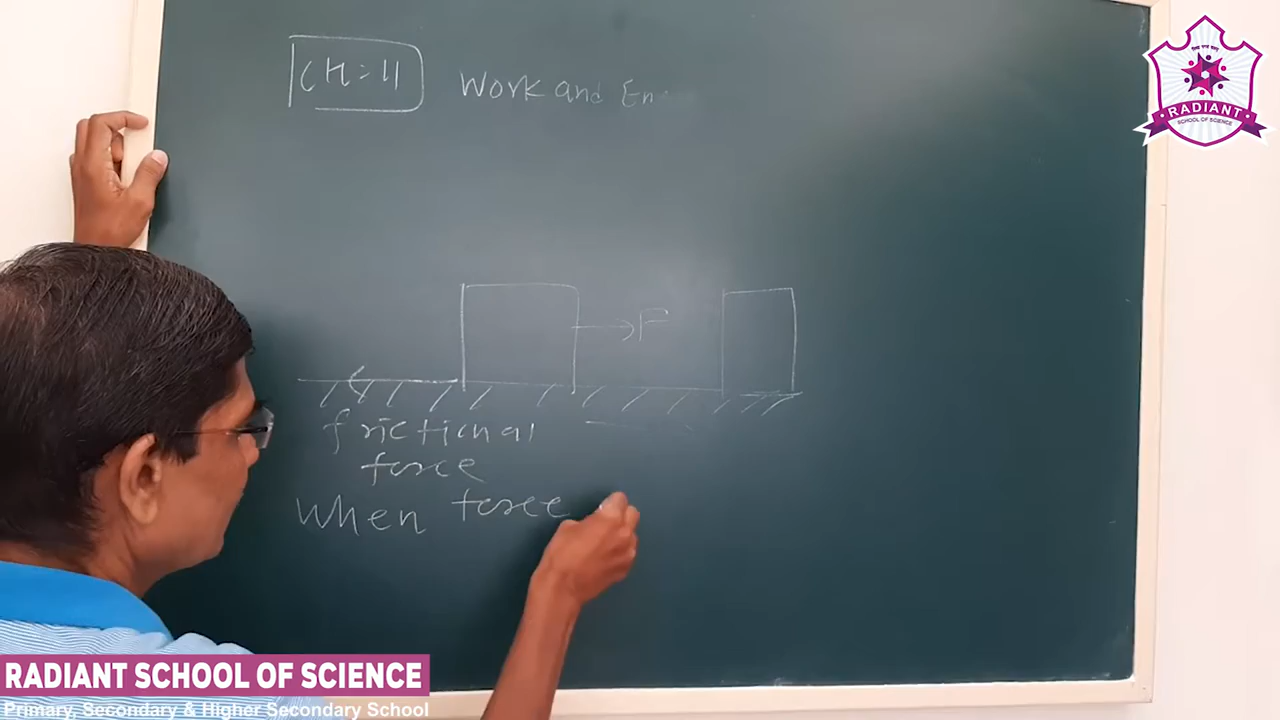 CH=11
Work and En
F
frictional
force
When force
RADIANT
SCHOOL OF SCIENCE
RADIANT SCHOOL OF SCIENCE
Primary, Secondary & Higher Secondary School